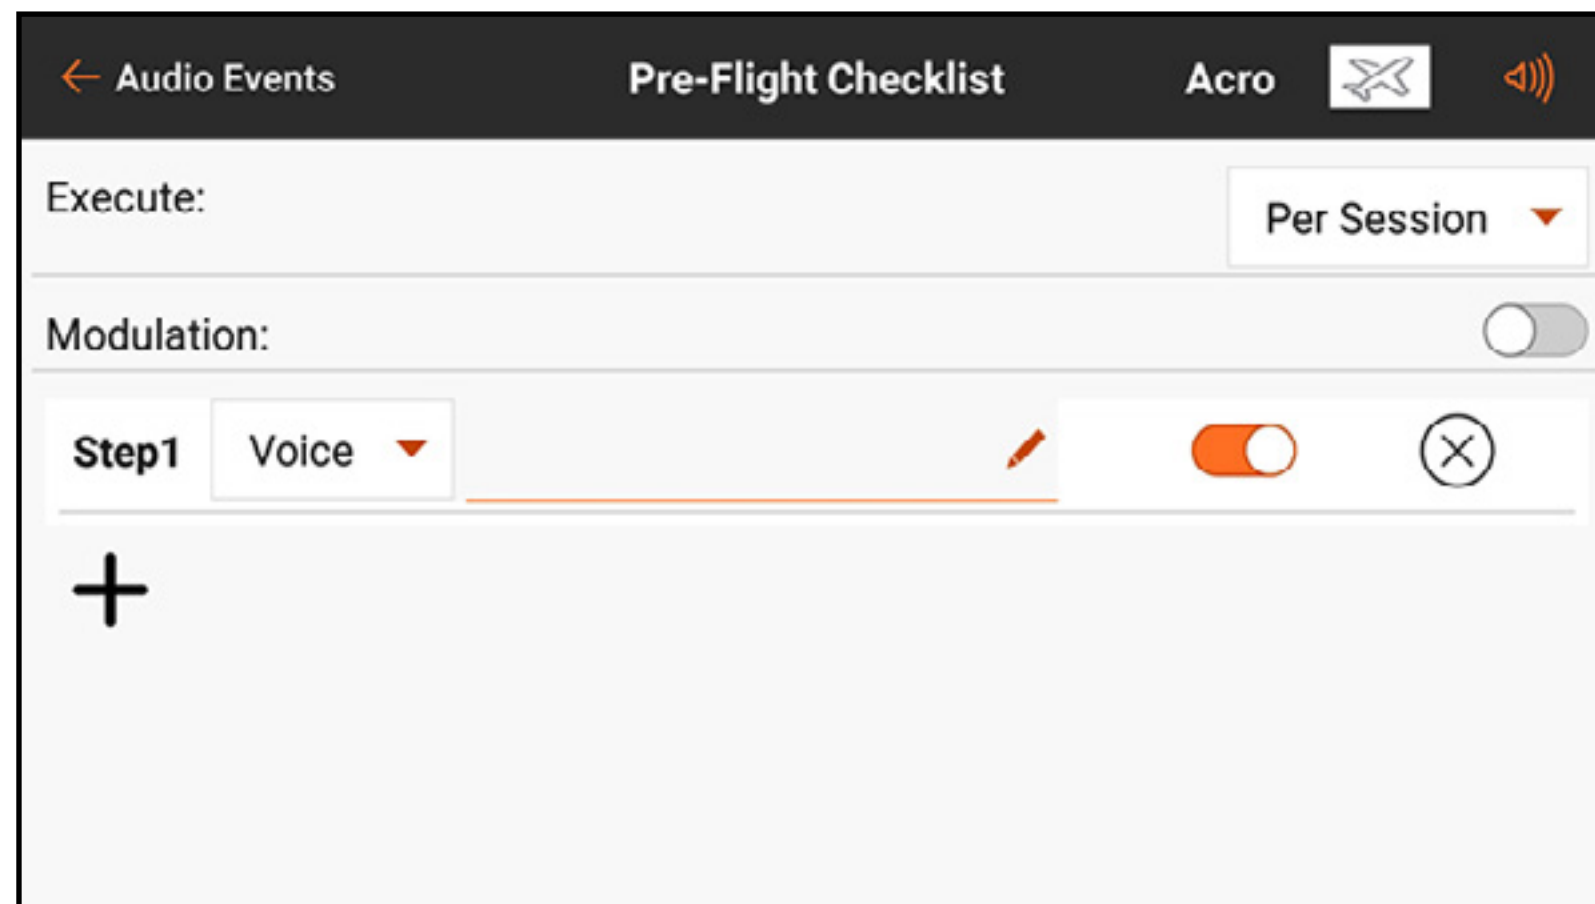 Audio Events Pre-Flight Checklist Acro
Execute: Per Session
Modulation:
Step1 Voice